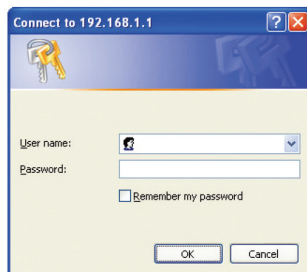 Connect to 192.168.1.1
User name:
Password:
Remember my password
OK Cancel